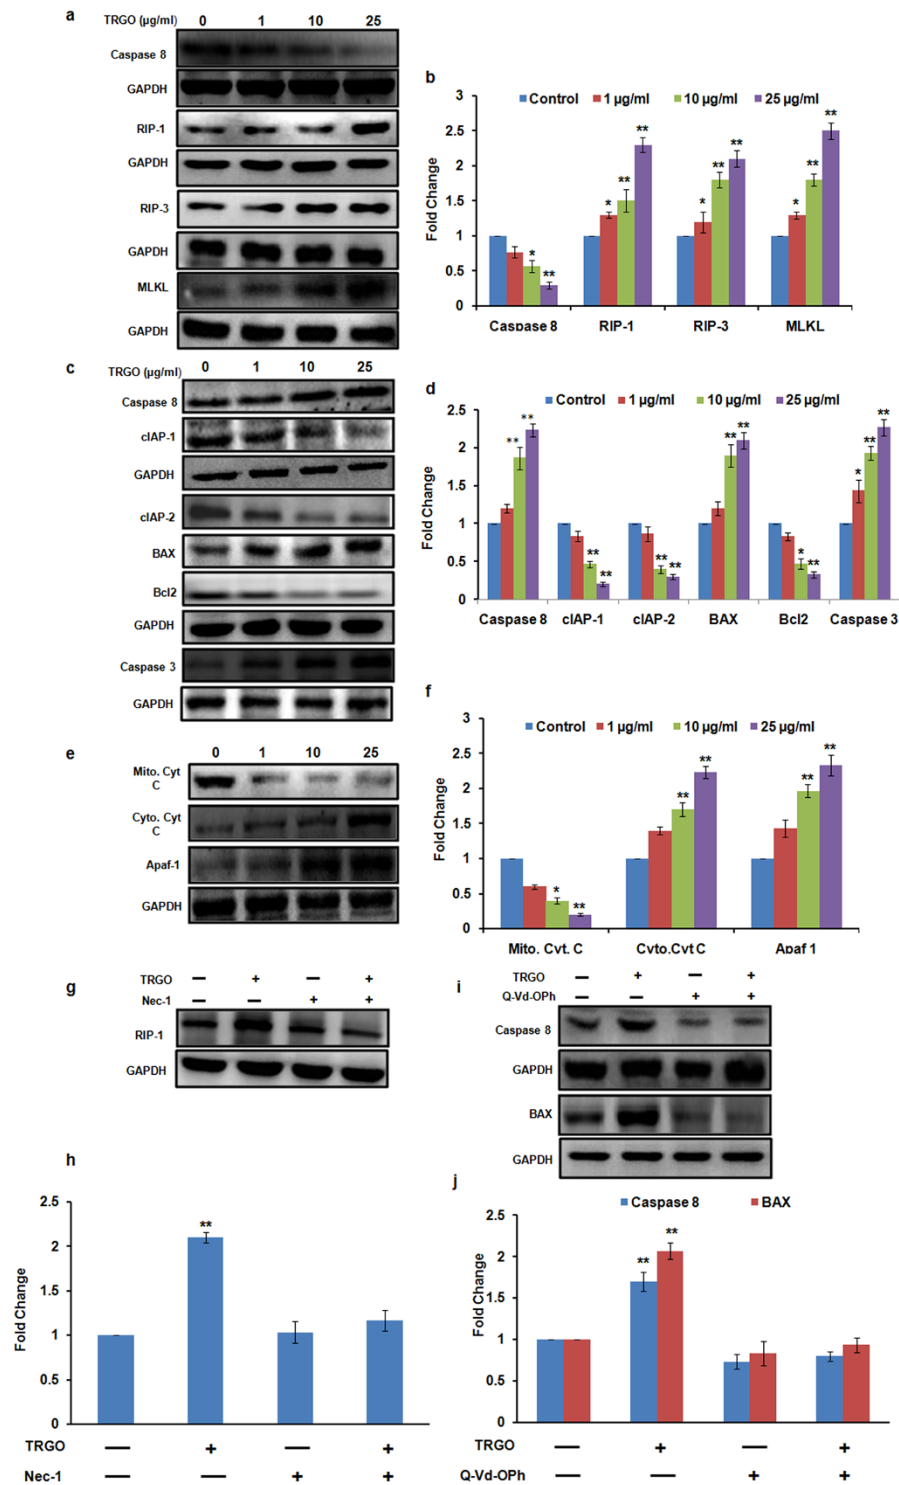 a
TRGO (µg/ml) 0 1 10 25
Caspase 8
GAPDH
RIP-1
GAPDH
RIP-3
GAPDH
MLKL
GAPDH
b
Control 1 µg/ml 10 µg/ml 25 µg/ml
Fold Change
3
2.5
2
1.5
1
0.5
0
* **
* ** **
* ** **
* ** **
Caspase 8 RIP-1 RIP-3 MLKL
c
TRGO (µg/ml) 0 1 10 25
Caspase 8
cIAP-1
GAPDH
cIAP-2
BAX
Bcl2
GAPDH
Caspase 3
GAPDH
d
Control 1 µg/ml 10 µg/ml 25 µg/ml
Fold Change
2.5
2
1.5
1
0.5
0
** **
** **
** **
** **
* **
* ** **
Caspase 8 cIAP-1 cIAP-2 BAX Bcl2 Caspase 3
e
0 1 10 25
Mito. Cyt
C
Cyto. Cyt
C
Apaf-1
GAPDH
f
Control 1 µg/ml 10 µg/ml 25 µg/ml
Fold Change
3
2.5
2
1.5
1
0.5
0
* **
** **
** **
Mito. Cyt. C Cyto.Cyt C Apaf 1
g
TRGO — + — +
Nec-1 — — + +
RIP-1
GAPDH
i
TRGO — + — +
Q-Vd-OPh — — + +
Caspase 8
GAPDH
BAX
GAPDH
h
Fold Change
2.5
2
1.5
1
0.5
0
**
TRGO — + — +
Nec-1 — — + +
j
Caspase 8 BAX
Fold Change
2.5
2
1.5
1
0.5
0
** **
TRGO — + — +
Q-Vd-OPh — — + +